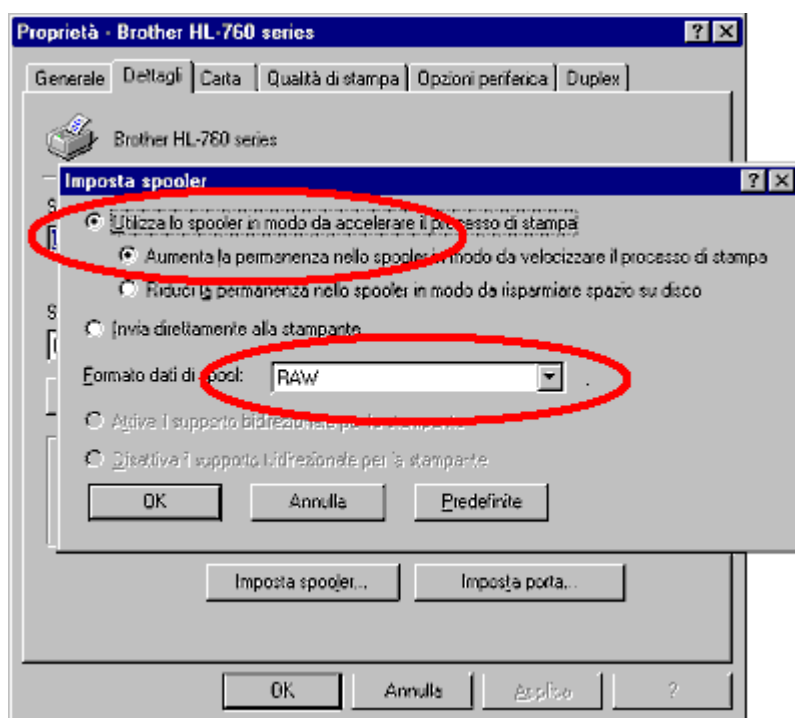 Proprietà - Brother HL-760 series
Generale Dettagli Carta Qualità di stampa Opzioni periferica Duplex
Brother HL-760 series
Imposta spooler
Utilizza lo spooler in modo da accelerare il processo di stampa
Aumenta la permanenza nello spooler in modo da velocizzare il processo di stampa
Riduci la permanenza nello spooler in modo da risparmiare spazio su disco
Invia direttamente alla stampante
Formato dati di spool: RAW .
Attiva il supporto bidirezionale per la stampante
Disattiva il supporto bidirezionale per la stampante
OK Annulla Predefinite
Imposta spooler... Imposta porta...
OK Annulla Applica ?